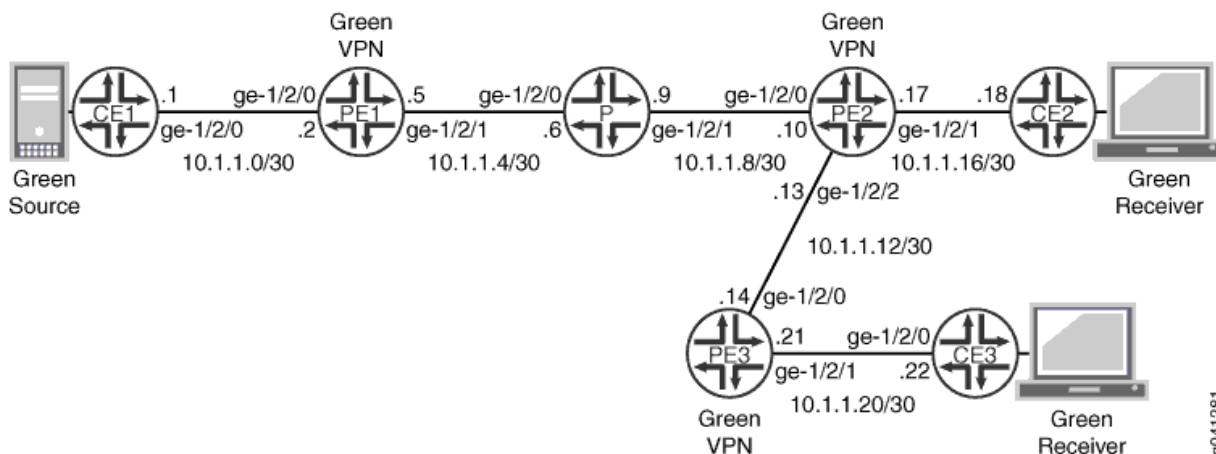 Green
VPN
Green
VPN
.1 ge-1/2/0 .5 ge-1/2/0 .9 ge-1/2/0 .17 .18
CE1 PE1 P PE2 CE2
ge-1/2/0 .2 ge-1/2/1 .6 ge-1/2/1 .10 ge-1/2/1
10.1.1.0/30 10.1.1.4/30 10.1.1.8/30 10.1.1.16/30
Green
Source
Green
Receiver
.13 ge-1/2/2
10.1.1.12/30
.14 ge-1/2/0
.21 ge-1/2/0
PE3 CE3
ge-1/2/1 .22
10.1.1.20/30
Green
VPN
Green
Receiver
g041281